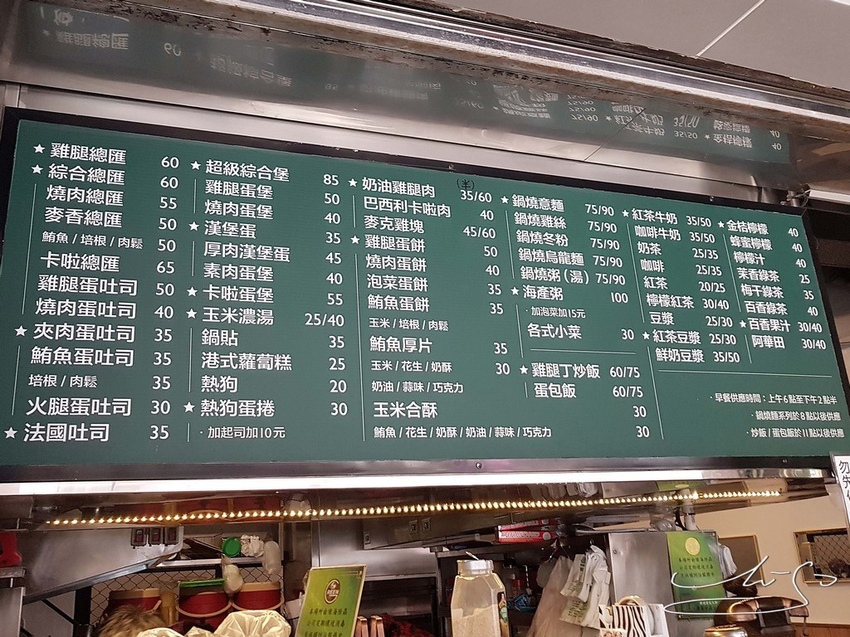 ★ 雞腿總匯 60
★ 綜合總匯 60
燒肉總匯 55
麥香總匯 50
鮪魚 / 培根 / 肉鬆 50
卡啦總匯 65
雞腿蛋吐司 50
燒肉蛋吐司 40
★ 夾肉蛋吐司 35
鮪魚蛋吐司 35
培根 / 肉鬆 35
火腿蛋吐司 30
★ 法國吐司 35
★ 超級綜合堡 85
雞腿蛋堡 50
燒肉蛋堡 40
★ 漢堡蛋 35
厚肉漢堡蛋 45
素肉蛋堡 40
★ 卡啦蛋堡 55
★ 玉米濃湯 25/40
鍋貼 35
港式蘿蔔糕 25
熱狗 20
★ 熱狗蛋捲 30
· 加起司加10元
★ 奶油雞腿肉 (半) 35/60
巴西利卡啦肉 40
麥克雞塊 45/60
★ 雞腿蛋餅 50
燒肉蛋餅 40
泡菜蛋餅 35
鮪魚蛋餅 35
玉米 / 培根 / 肉鬆
鮪魚厚片 35
玉米 / 花生 / 奶酥 30
奶油 / 蒜味 / 巧克力
玉米合酥 30
鮪魚 / 花生 / 奶酥 / 奶油 / 蒜味 / 巧克力 30
★ 鍋燒意麵 75/90
鍋燒雞絲 75/90
鍋燒冬粉 75/90
鍋燒烏龍麵 75/90
鍋燒粥 (湯) 75/90
★ 海產粥 100
· 加泡菜加15元
各式小菜 30
★ 雞腿丁炒飯 60/75
蛋包飯 60/75
★ 紅茶牛奶 35/50
咖啡牛奶 35/50
奶茶 25/35
咖啡 25/35
紅茶 20/25
檸檬紅茶 30/40
豆漿 25/30
★ 紅茶豆漿 25/30
鮮奶豆漿 35/50
★ 金桔檸檬 40
蜂蜜檸檬 40
檸檬汁 40
茉香綠茶 25
梅干綠茶 35
百香綠茶 40
★ 百香果汁 30/40
阿華田 30/40
· 早餐供應時間：上午6點至下午2點半
· 鍋燒麵系列於8點以後供應
· 炒飯 / 蛋包飯於11點以後供應